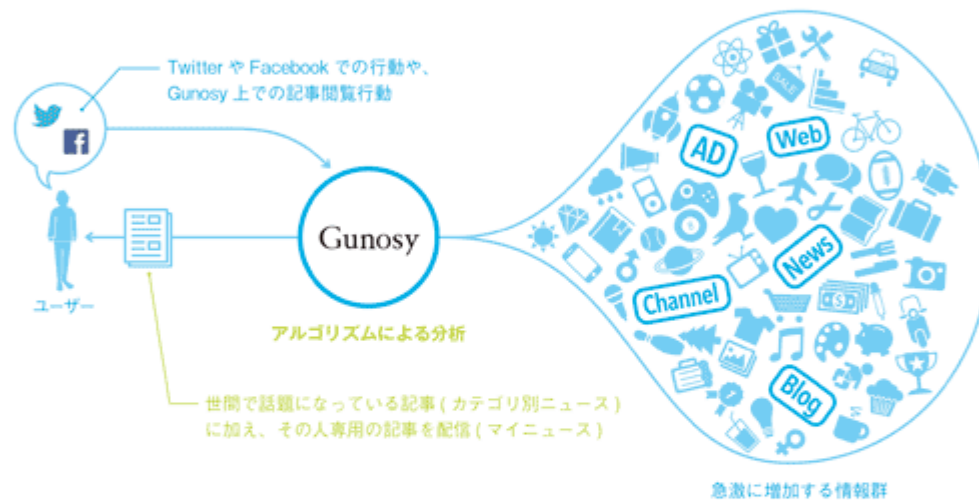 Twitter や Facebook での行動や、
Gunosy 上での記事閲覧行動
f
ユーザー
Gunosy
アルゴリズムによる分析
世間で話題になっている記事 ( カテゴリ別ニュース )
に加え、その人専用の記事を配信 ( マイニュース )
SALE
AD
Web
News
Channel
$
Blog
急激に増加する情報群